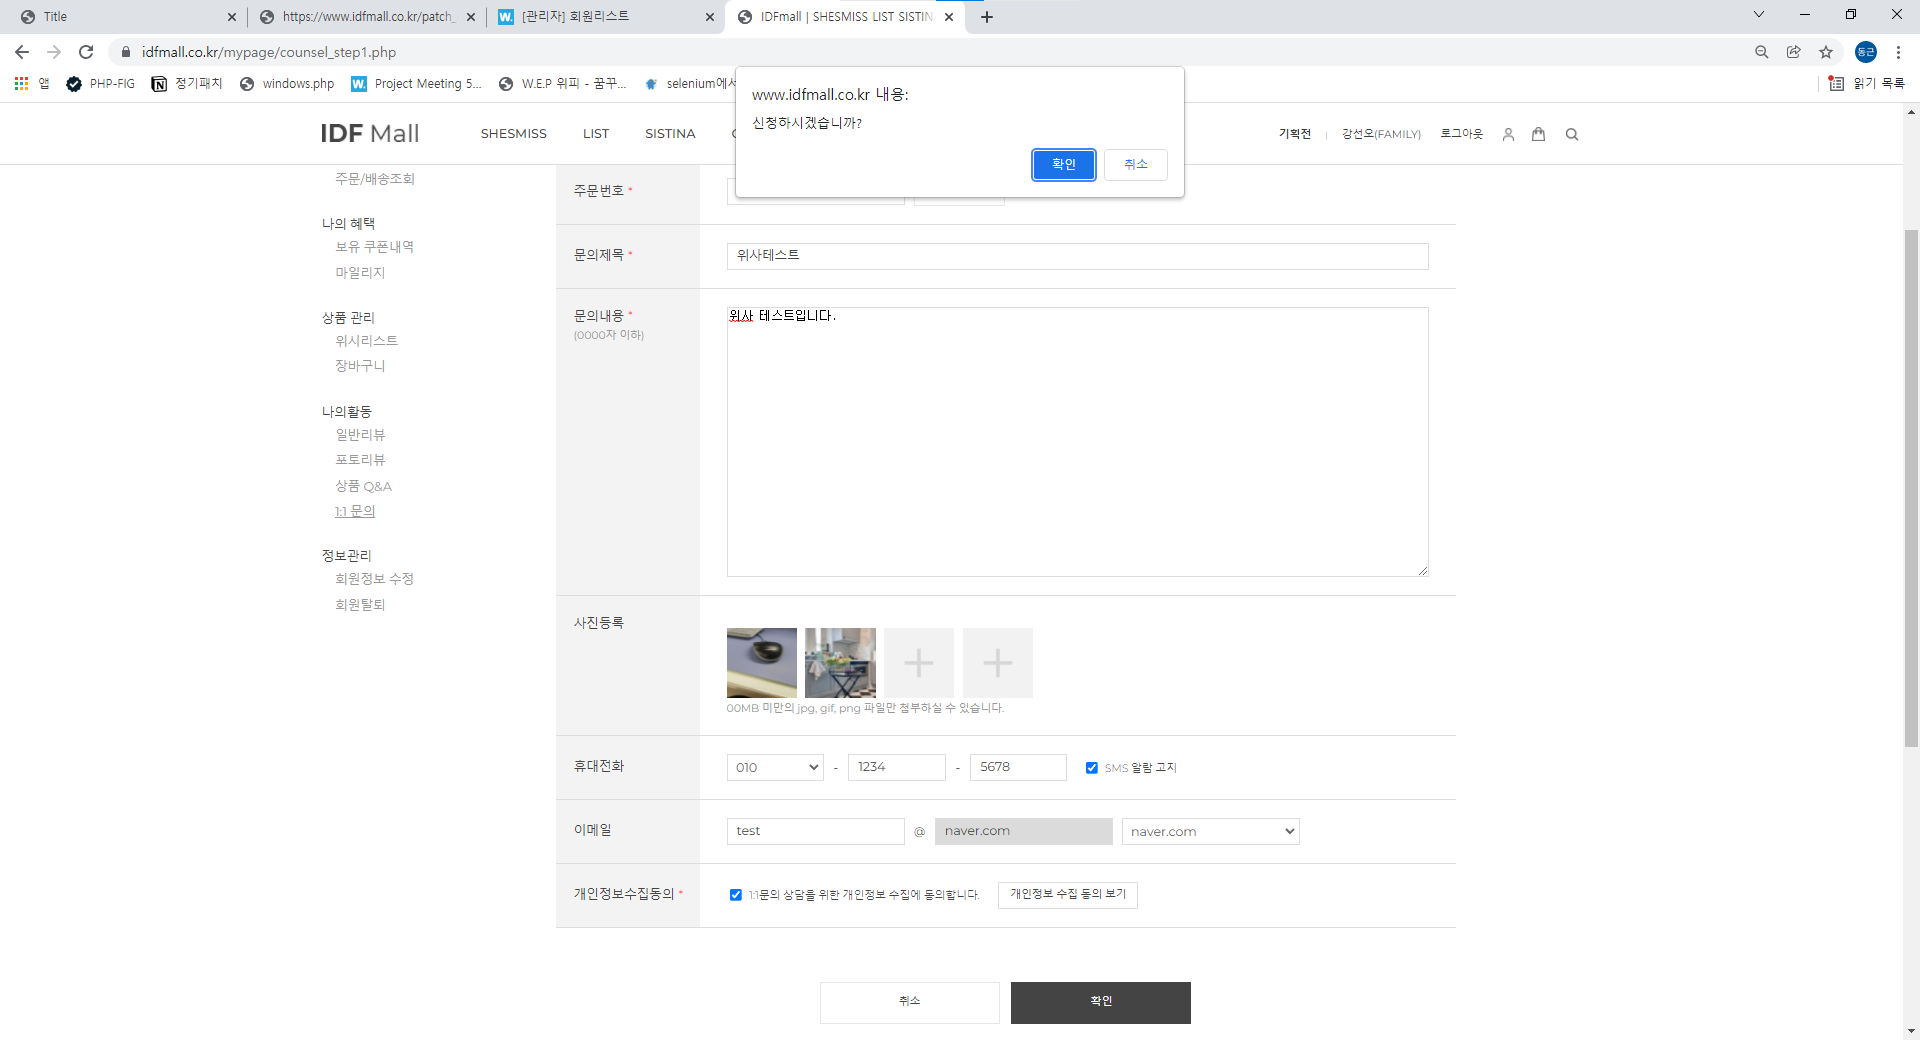 Title
https://www.idfmall.co.kr/patch_
W. [관리자] 회원리스트
IDFmall | SHESMISS LIST SISTIN
idfmall.co.kr/mypage/counsel_step1.php
동근
앱
PHP-FIG
정기패치
windows.php
W. Project Meeting 5...
W.E.P 위피 - 꿈꾸...
selenium에서
읽기 목록
www.idfmall.co.kr 내용:
신청하시겠습니까?
확인
취소
IDF Mall
SHESMISS
LIST
SISTINA
기획전
강선오(FAMILY)
로그아웃
주문/배송조회
나의 혜택
보유 쿠폰내역
마일리지
상품 관리
위시리스트
장바구니
나의활동
일반리뷰
포토리뷰
상품 Q&A
1:1 문의
정보관리
회원정보 수정
회원탈퇴
주문번호 *
문의제목 *
위사테스트
문의내용 *
(0000자 이하)
위사 테스트입니다.
사진등록
00MB 미만의 jpg, gif, png 파일만 첨부하실 수 있습니다.
휴대전화
010 - 1234 - 5678
SMS 알람 고지
이메일
test @ naver.com naver.com
개인정보수집동의 *
1:1문의 상담을 위한 개인정보 수집에 동의합니다.
개인정보 수집 동의 보기
취소
확인